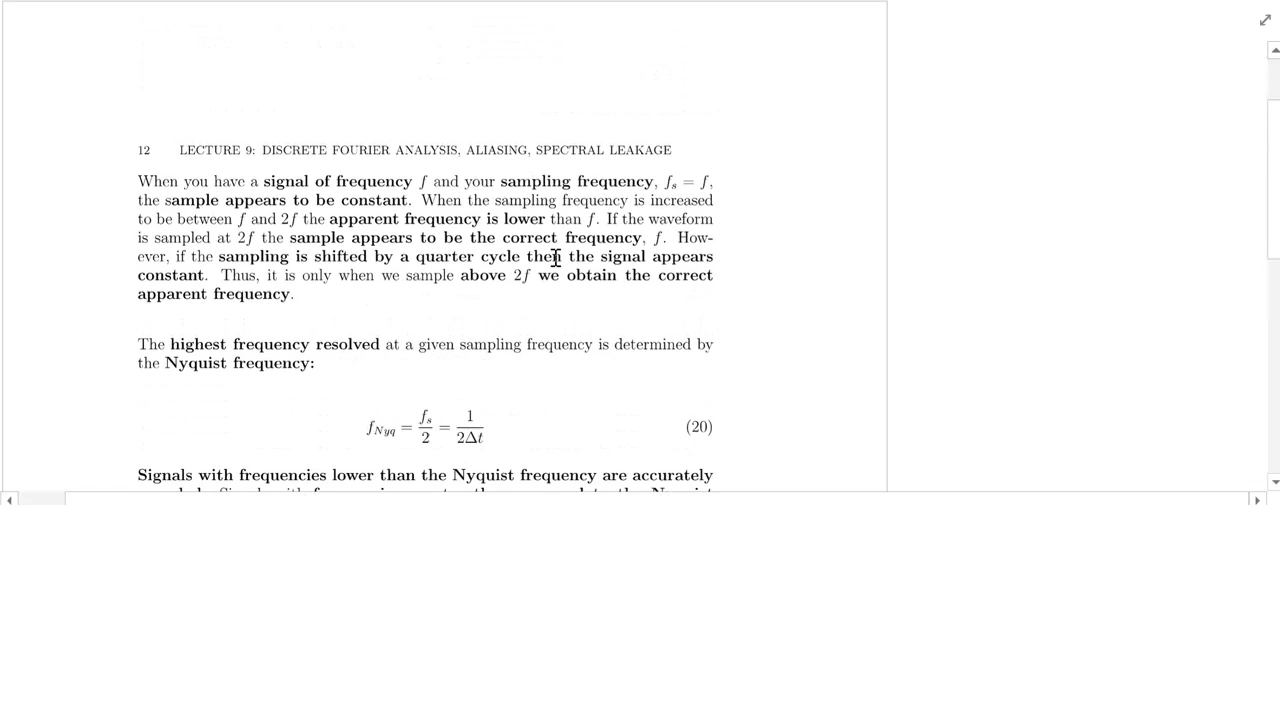 12 LECTURE 9: DISCRETE FOURIER ANALYSIS, ALIASING, SPECTRAL LEAKAGE
When you have a signal of frequency f and your sampling frequency, fₛ = f,
the sample appears to be constant. When the sampling frequency is increased
to be between f and 2f the apparent frequency is lower than f. If the waveform
is sampled at 2f the sample appears to be the correct frequency, f. How-
ever, if the sampling is shifted by a quarter cycle then the signal appears
constant. Thus, it is only when we sample above 2f we obtain the correct
apparent frequency.
The highest frequency resolved at a given sampling frequency is determined by
the Nyquist frequency:
f_{Nyq} = fₛ/2 = 1/2Δt (20)
Signals with frequencies lower than the Nyquist frequency are accurately